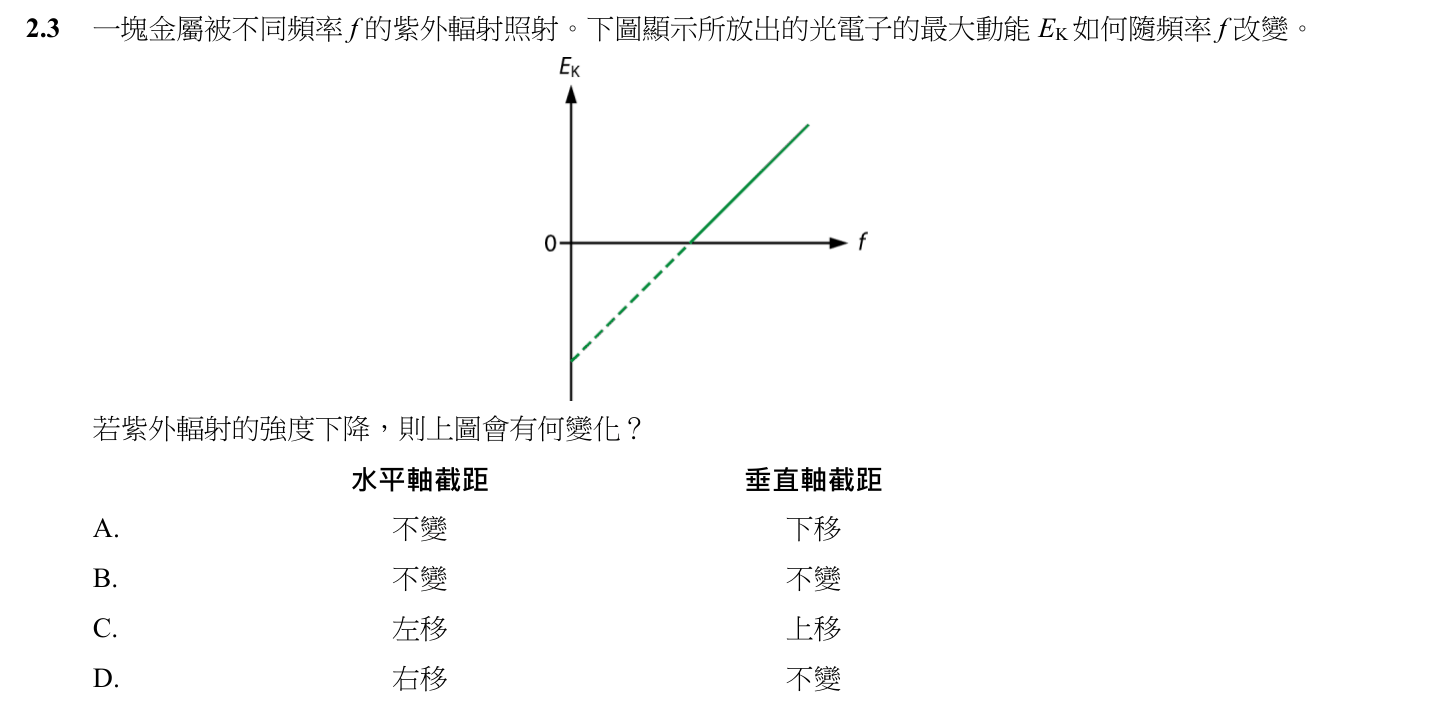 2.3 一塊金屬被不同頻率 f 的紫外輻射照射。下圖顯示所放出的光電子的最大動能 EK 如何隨頻率 f 改變。
EK
0
f
若紫外輻射的強度下降，則上圖會有何變化？
水平軸截距 垂直軸截距
A. 不變 下移
B. 不變 不變
C. 左移 上移
D. 右移 不變